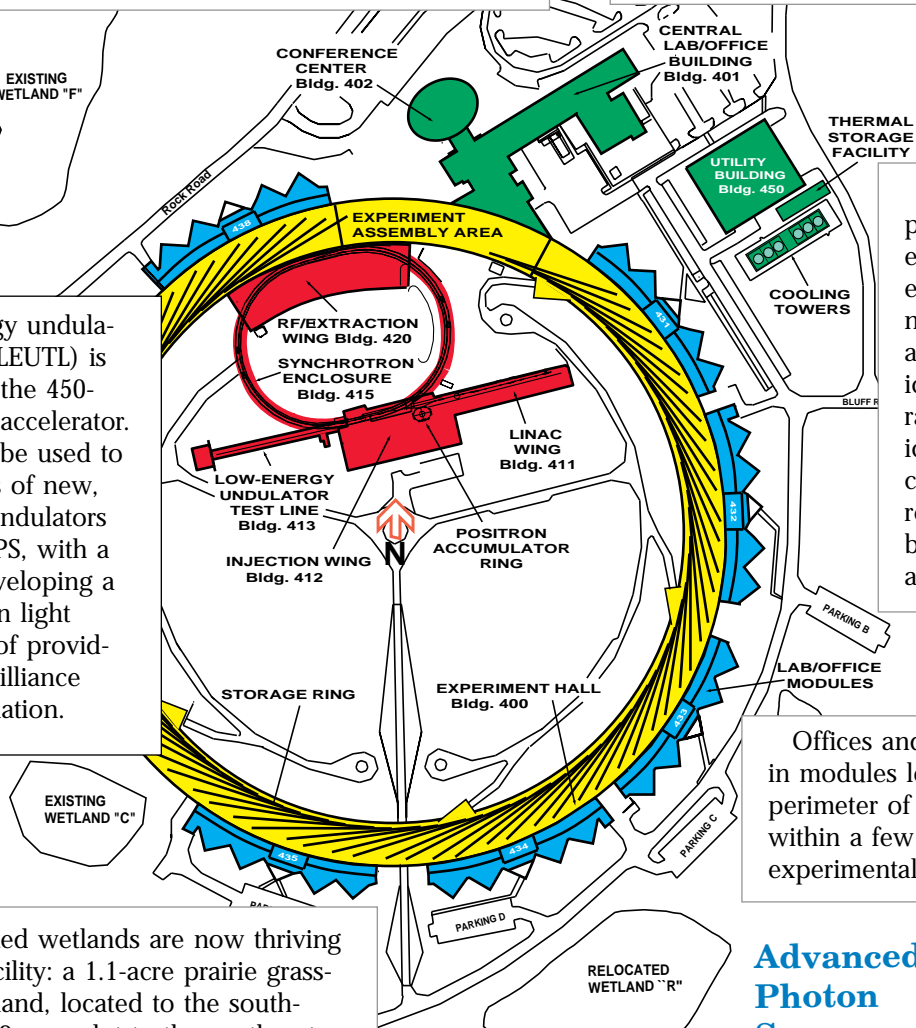 CONFERENCE
CENTER
Bldg. 402
CENTRAL
LAB/OFFICE
BUILDING
Bldg. 401
EXISTING
WETLAND "F"
THERMAL
STORAGE
FACILITY
UTILITY
BUILDING
Bldg. 450
Rock Road
438
EXPERIMENT
ASSEMBLY AREA
COOLING
TOWERS
431
RF/EXTRACTION
WING Bldg. 420
SYNCHROTRON
ENCLOSURE
Bldg. 415
BLUFF R
LINAC
WING
Bldg. 411
LOW-ENERGY
UNDULATOR
TEST LINE
Bldg. 413
INJECTION WING
Bldg. 412
N
POSITRON
ACCUMULATOR
RING
432
gy undula-
LEUTL) is
the 450-
accelerator.
be used to
s of new,
ndulators
PS, with a
veloping a
n light
of provid-
illiance
ation.
p
e
e
n
a
ic
ra
ic
c
re
b
a
PARKING B
LAB/OFFICE
MODULES
STORAGE RING
EXPERIMENT HALL
Bldg. 400
433
Offices and
in modules lo
perimeter of
within a few
experimental
EXISTING
WETLAND "C"
PARKING C
435
434
PARKING D
ed wetlands are now thriving
cility: a 1.1-acre prairie grass-
land, located to the south-
RELOCATED
WETLAND ``R"
Advanced
Photon